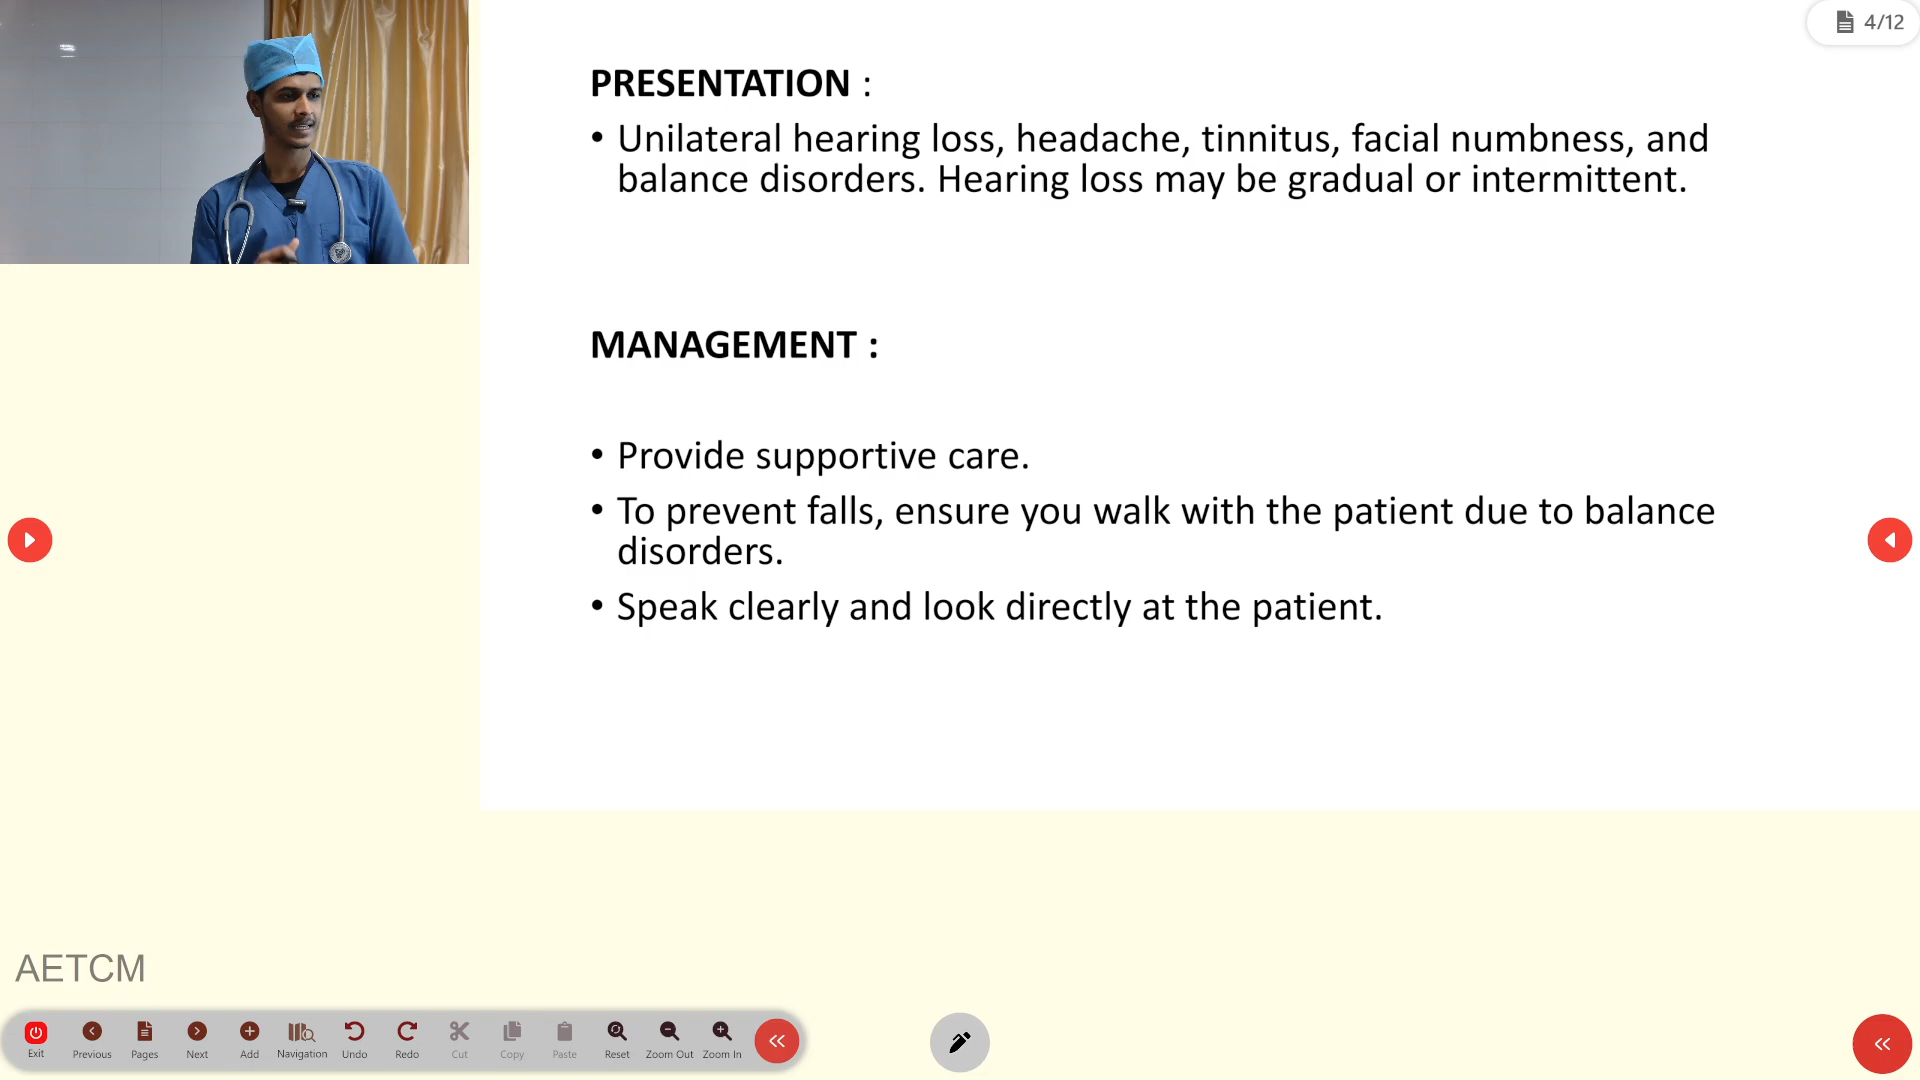 4/12
PRESENTATION :
• Unilateral hearing loss, headache, tinnitus, facial numbness, and
balance disorders. Hearing loss may be gradual or intermittent.
MANAGEMENT :
• Provide supportive care.
• To prevent falls, ensure you walk with the patient due to balance
disorders.
• Speak clearly and look directly at the patient.
AETCM
Exit Previous Pages Next Add Navigation Undo Redo Cut Copy Paste Reset Zoom Out Zoom In